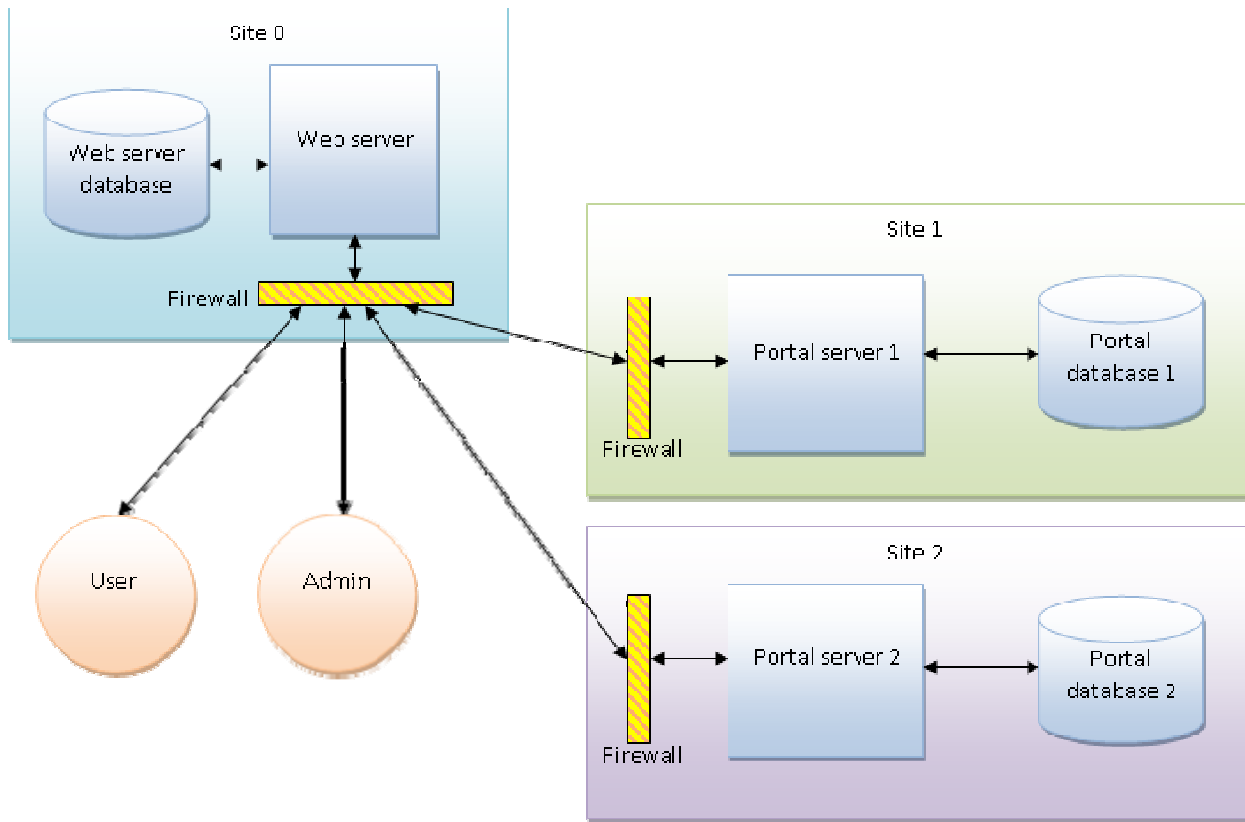 Site 0
Web server
database
Web server
Firewall
Site 1
Portal server 1
Portal
database 1
Firewall
User
Admin
Site 2
Portal server 2
Portal
database 2
Firewall